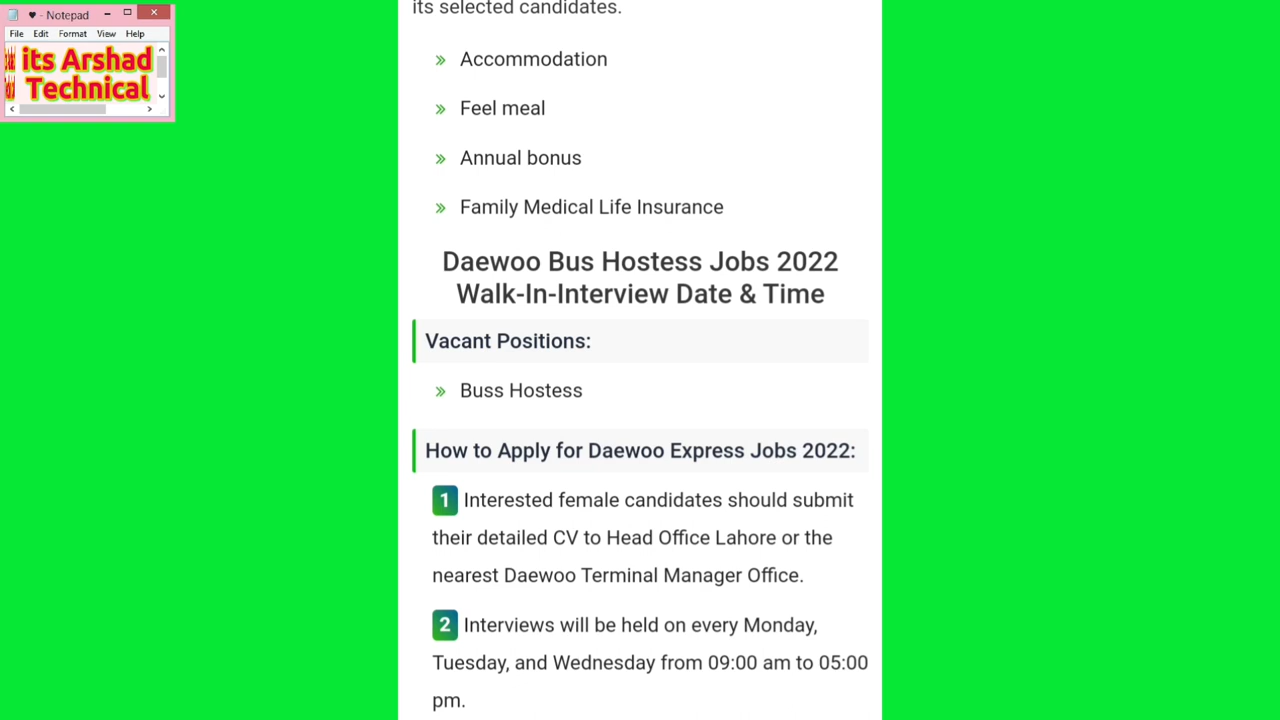 ♥ - Notepad
File Edit Format View Help
its Arshad
Technical
its selected candidates.
» Accommodation
» Feel meal
» Annual bonus
» Family Medical Life Insurance
Daewoo Bus Hostess Jobs 2022
Walk-In-Interview Date & Time
Vacant Positions:
» Buss Hostess
How to Apply for Daewoo Express Jobs 2022:
1 Interested female candidates should submit
their detailed CV to Head Office Lahore or the
nearest Daewoo Terminal Manager Office.
2 Interviews will be held on every Monday,
Tuesday, and Wednesday from 09:00 am to 05:00
pm.